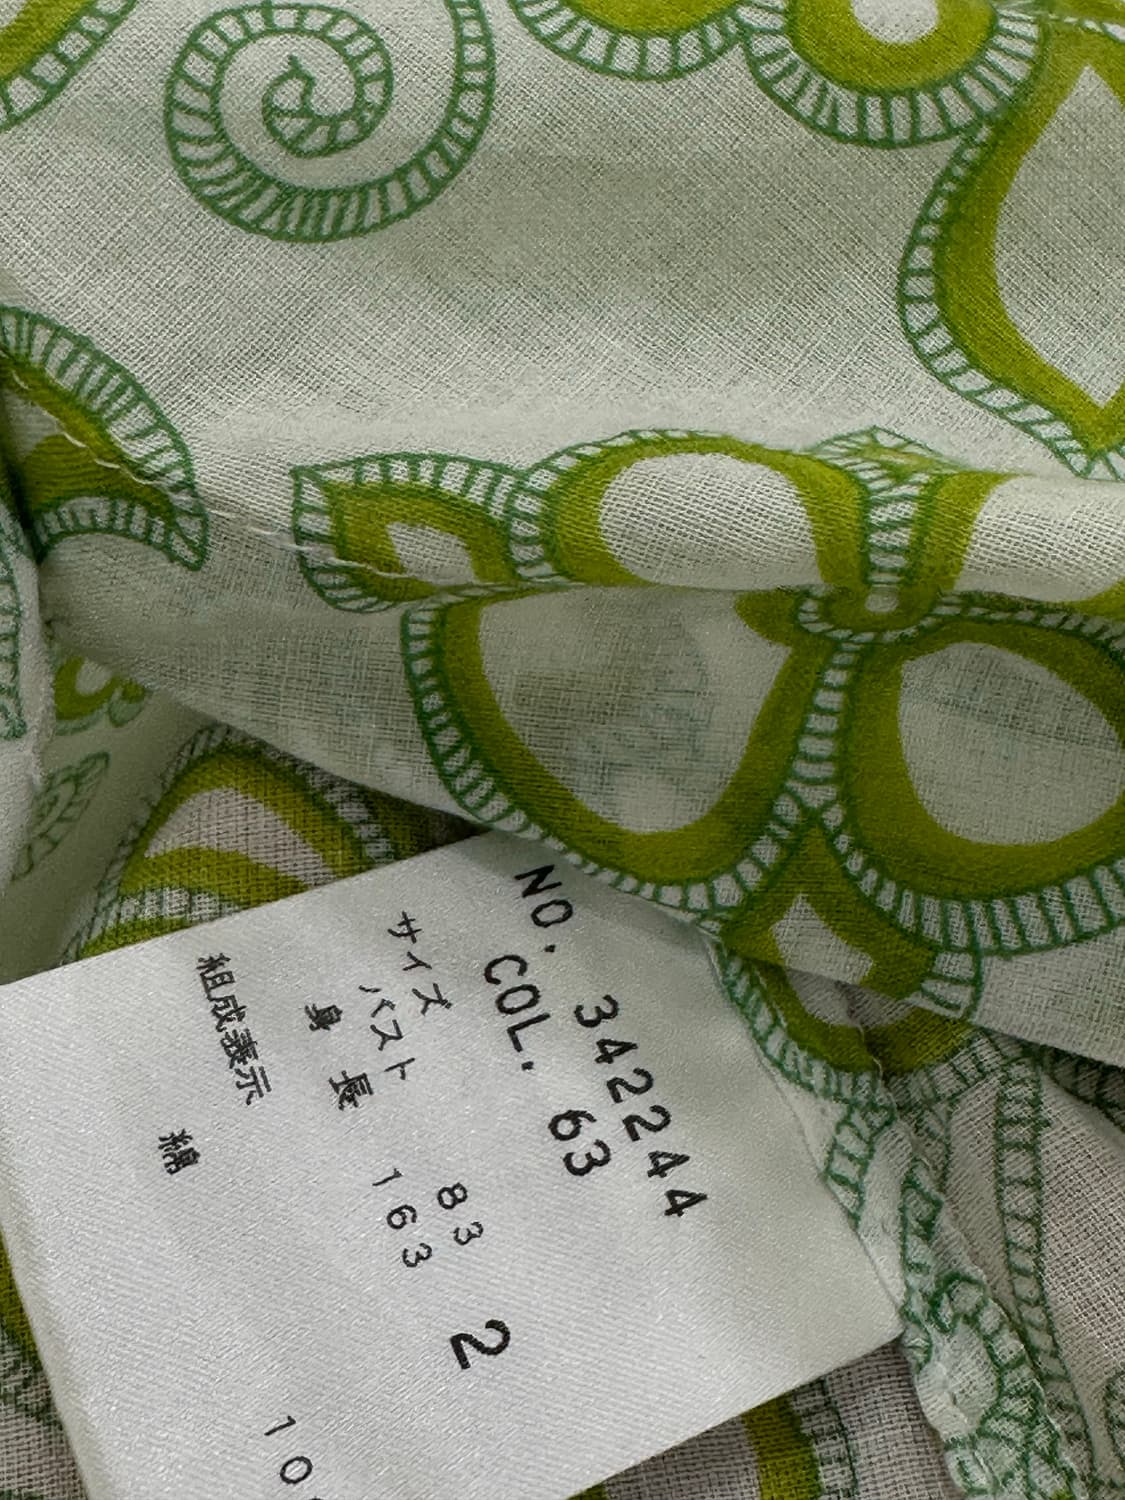 NO. 342244
COL. 63
サイズ 2
バスト 83
身長 163
組成表示
綿 10